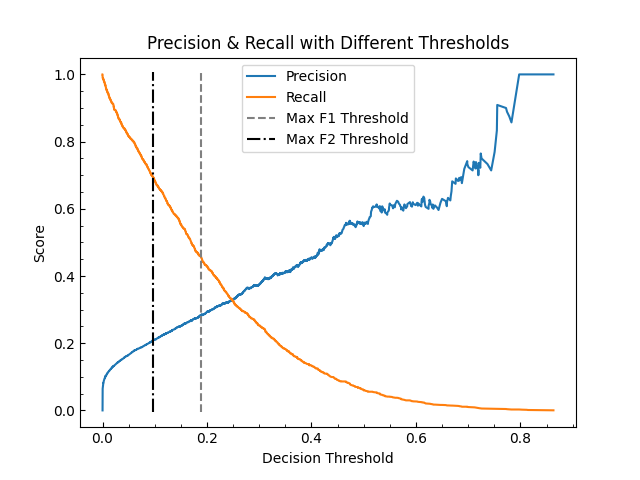 Precision & Recall with Different Thresholds
Precision
Recall
Max F1 Threshold
Max F2 Threshold
Score
1.0
0.8
0.6
0.4
0.2
0.0
0.0
0.2
0.4
0.6
0.8
Decision Threshold